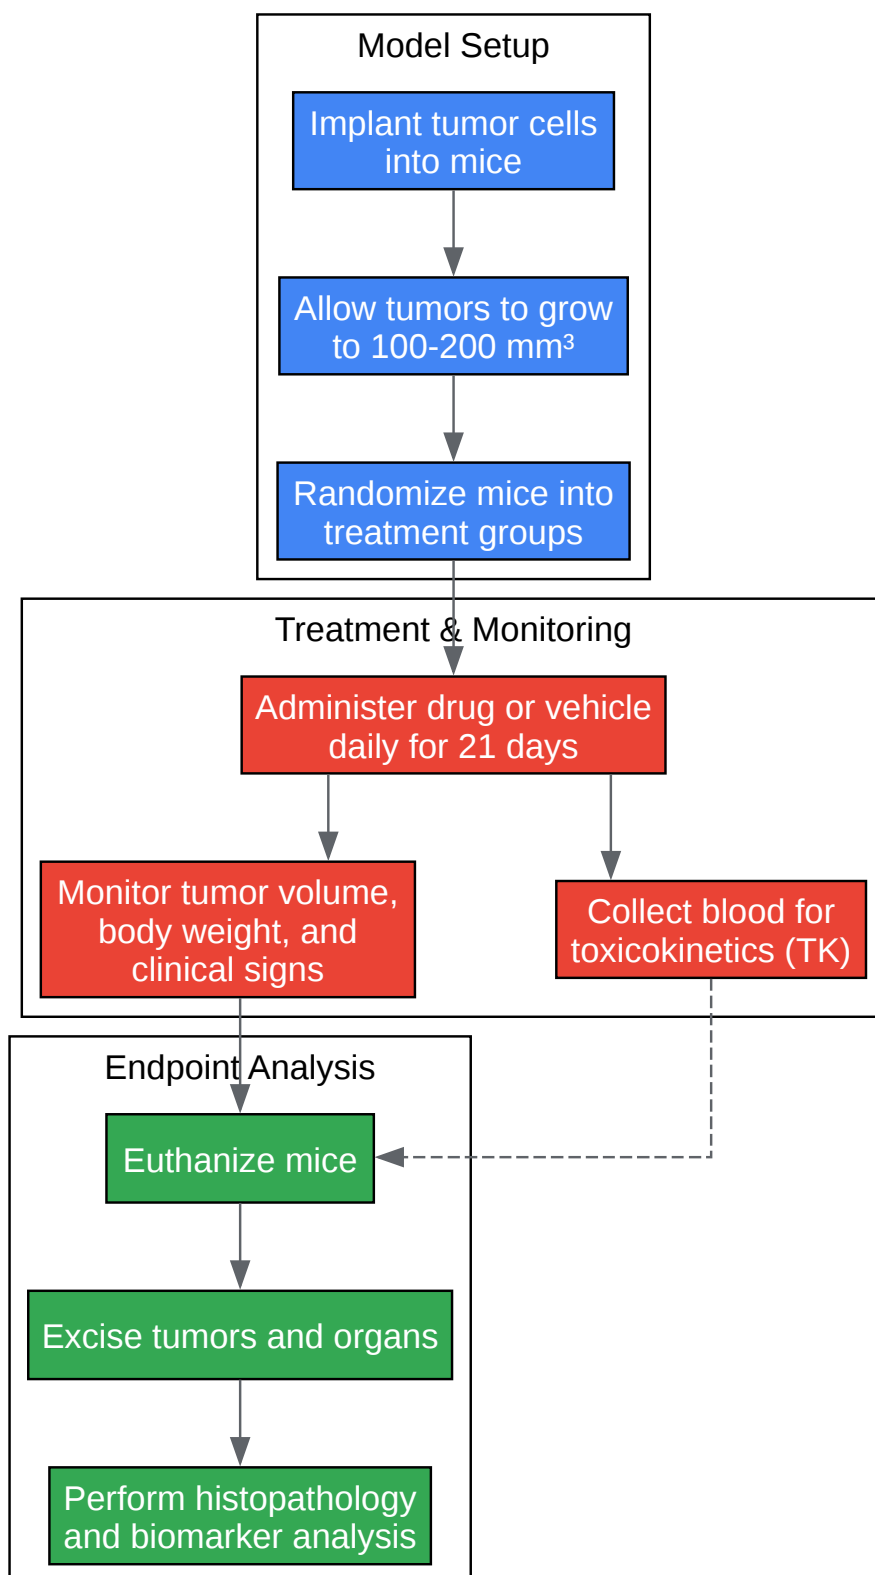 Model Setup
Implant tumor cells
into mice
Allow tumors to grow
to 100-200 mm³
Randomize mice into
treatment groups
Treatment & Monitoring
Administer drug or vehicle
daily for 21 days
Monitor tumor volume,
body weight, and
clinical signs
Collect blood for
toxicokinetics (TK)
Endpoint Analysis
Euthanize mice
Excise tumors and organs
Perform histopathology
and biomarker analysis